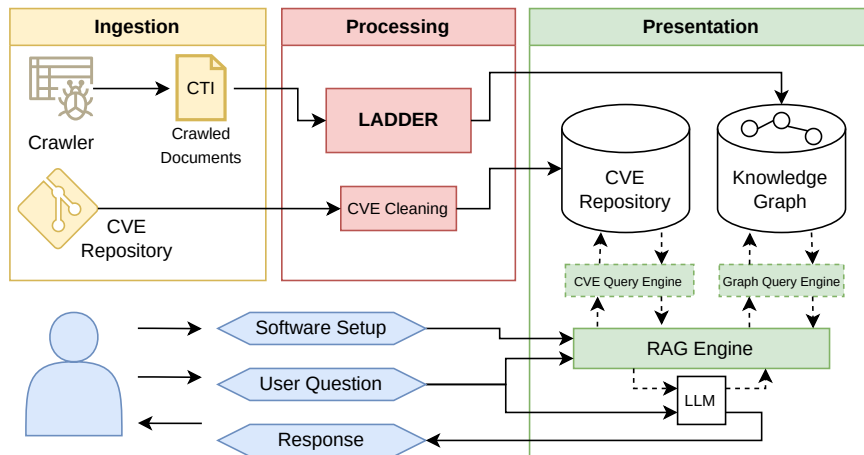 Ingestion
Processing
Presentation
CTI
Crawler
Crawled
Documents
LADDER
CVE
Repository
Knowledge
Graph
CVE
Repository
CVE Cleaning
CVE Query Engine
Graph Query Engine
Software Setup
RAG Engine
User Question
LLM
Response